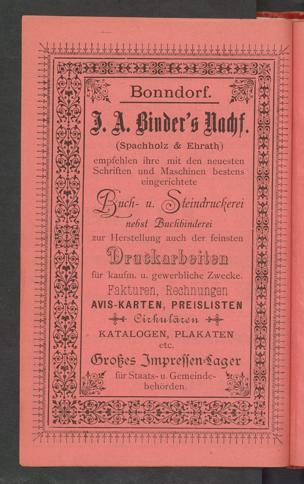 Bonndorf.
J. A. Binder's Nachf.
(Spachholz & Ehrath)
empfehlen ihre mit den neuesten
Schriften und Maschinen bestens
eingerichtete
Buch- u. Steindruckerei
nebst Buchbinderei
zur Herstellung auch der feinsten
Druckarbeiten
für kaufm. u. gewerbliche Zwecke.
Fakturen, Rechnungen
AVIS-KARTEN, PREISLISTEN
Cirkulären
KATALOGEN, PLAKATEN
etc.
Großes Impressen-Lager
für Staats- u. Gemeinde-
behörden.